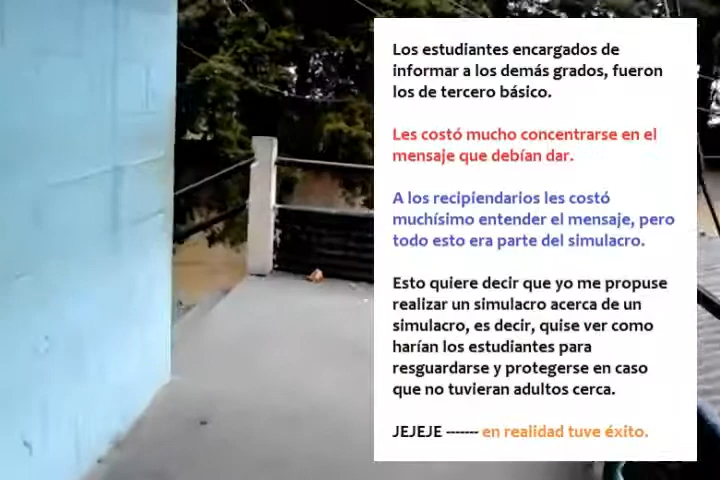 Los estudiantes encargados de
informar a los demás grados, fueron
los de tercero básico.
Les costó mucho concentrarse en el
mensaje que debían dar.
A los recipiendarios les costó
muchísimo entender el mensaje, pero
todo esto era parte del simulacro.
Esto quiere decir que yo me propuse
realizar un simulacro acerca de un
simulacro, es decir, quise ver como
harían los estudiantes para
resguardarse y protegerse en caso
que no tuvieran adultos cerca.
JEJEJE ------- en realidad tuve éxito.